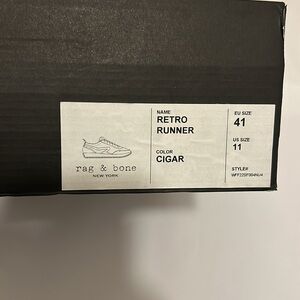 rag & bone
NEW YORK
NAME
RETRO
RUNNER
COLOR
CIGAR
EU SIZE
41
US SIZE
11
STYLE#